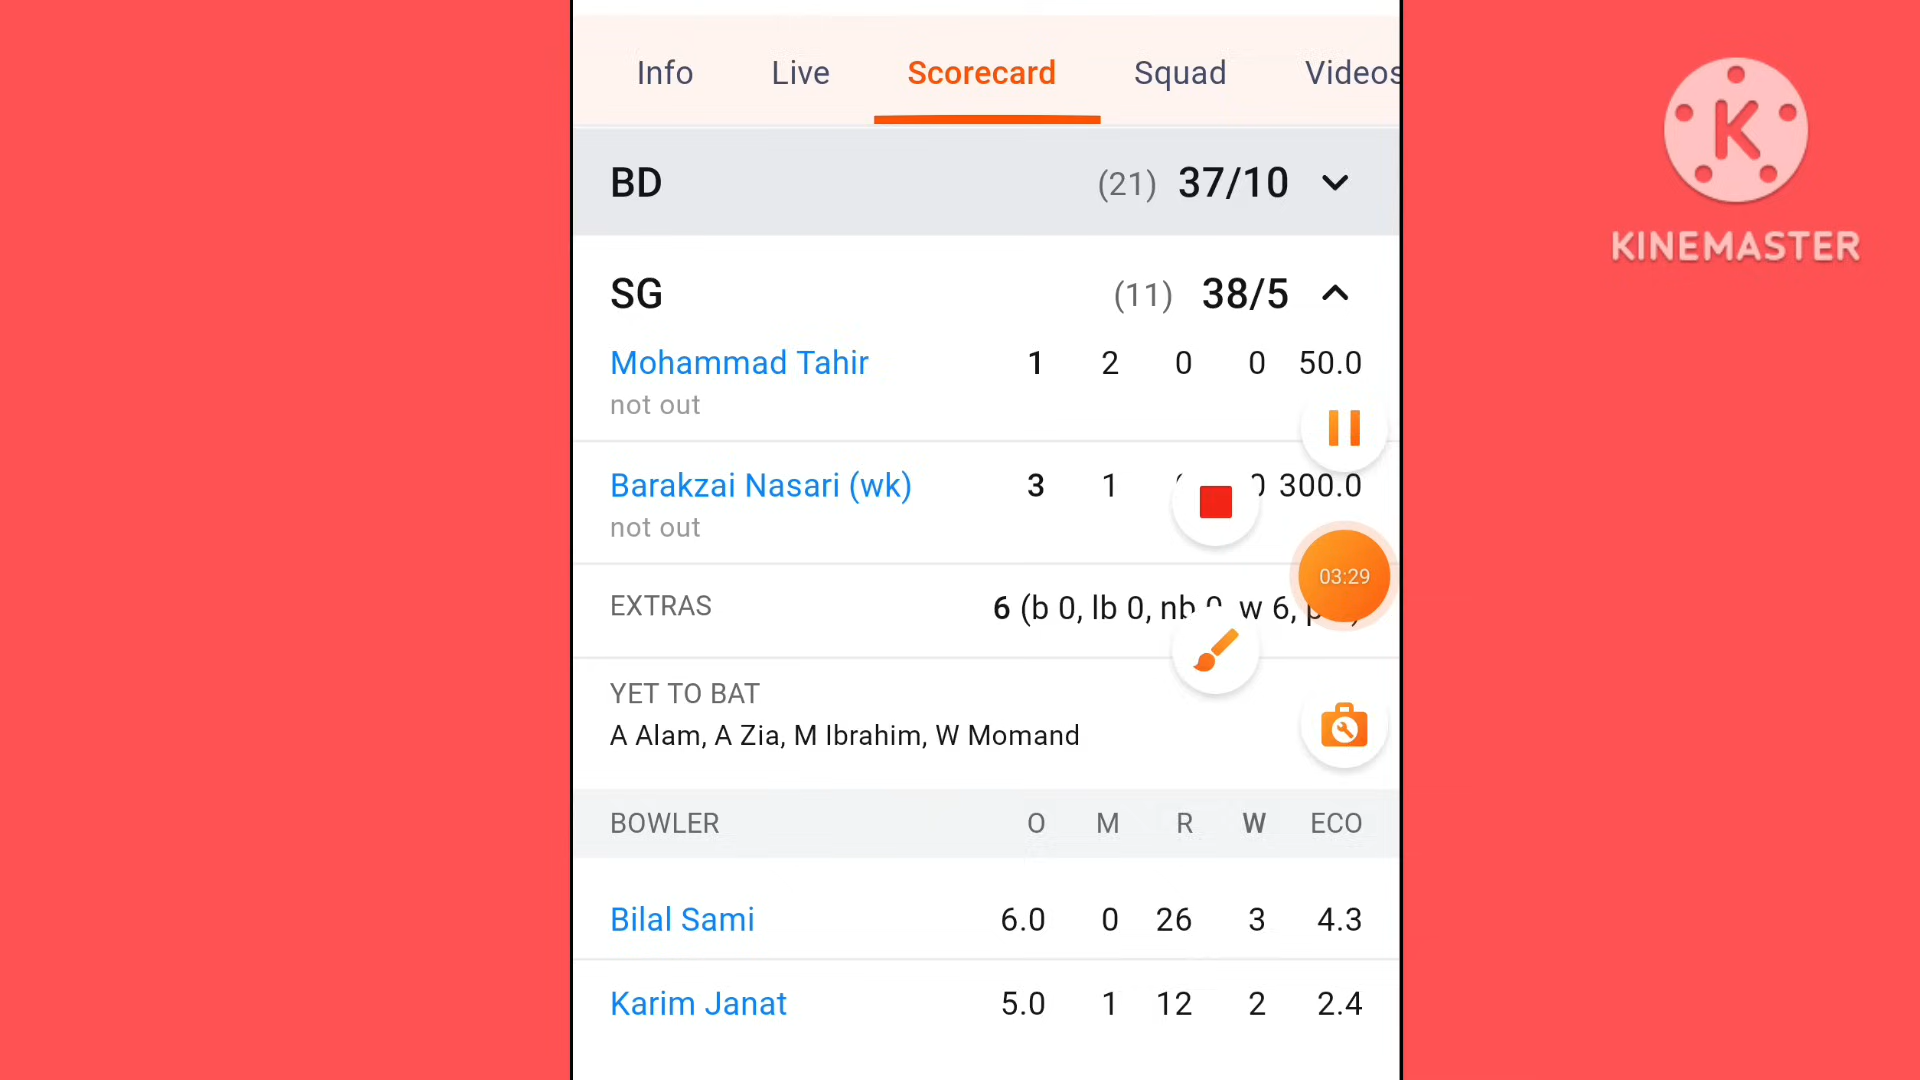 Info Live Scorecard Squad Videos
BD (21) 37/10
SG (11) 38/5
Mohammad Tahir 1 2 0 0 50.0
not out
Barakzai Nasari (wk) 3 1 0 300.0
not out
EXTRAS 6 (b 0, lb 0, nb 0, w 6,
03:29
YET TO BAT
A Alam, A Zia, M Ibrahim, W Momand
BOWLER O M R W ECO
Bilal Sami 6.0 0 26 3 4.3
Karim Janat 5.0 1 12 2 2.4
K
KINEMASTER